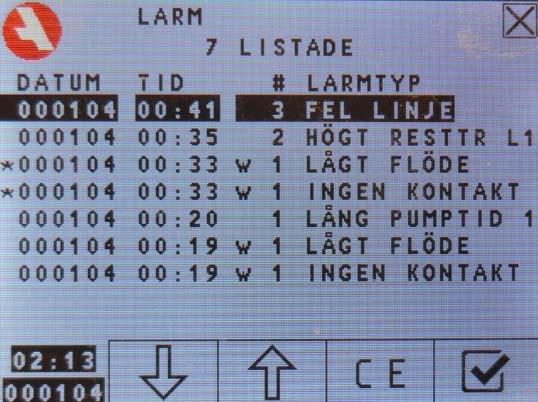 LARM
7 LISTADE
DATUM TID # LARMTYP
000104 00:41 3 FEL LINJE
000104 00:35 2 HÖGT RESTTR L1
*000104 00:33 w 1 LÅGT FLÖDE
*000104 00:33 w 1 INGEN KONTAKT
000104 00:20 1 LÅNG PUMPTID 1
000104 00:19 w 1 LÅGT FLÖDE
000104 00:19 w 1 INGEN KONTAKT
02:13
000104
CE